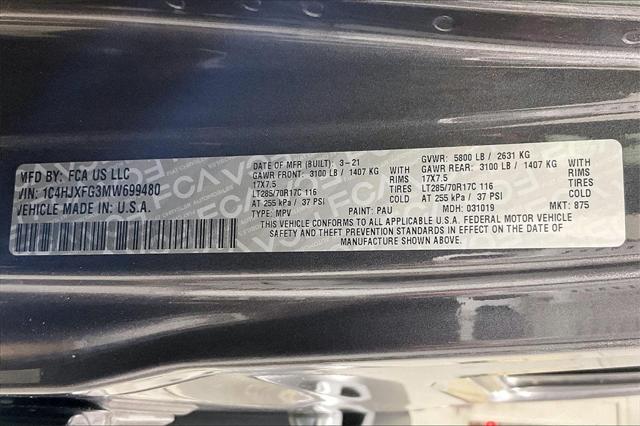 MFD BY: FCA US LLC
VIN: 1C4HJXFG3MW699480
VEHICLE MADE IN: U.S.A.
DATE OF MFR (BUILT): 3-21 GVWR: 5800 LB / 2631 KG
GAWR FRONT: 3100 LB / 1407 KG WITH GAWR REAR: 3100 LB / 1407 KG WITH
17X7.5 RIMS 17X7.5 RIMS
LT285/70R17C 116 TIRES LT285/70R17C 116 TIRES
AT 255 kPa / 37 PSI COLD AT 255 kPa / 37 PSI COLD
TYPE: MPV PAINT: PAU MDH: 031019 MKT: 875
THIS VEHICLE CONFORMS TO ALL APPLICABLE U.S.A. FEDERAL MOTOR VEHICLE
SAFETY AND THEFT PREVENTION STANDARDS IN EFFECT ON THE DATE OF
MANUFACTURE SHOWN ABOVE.